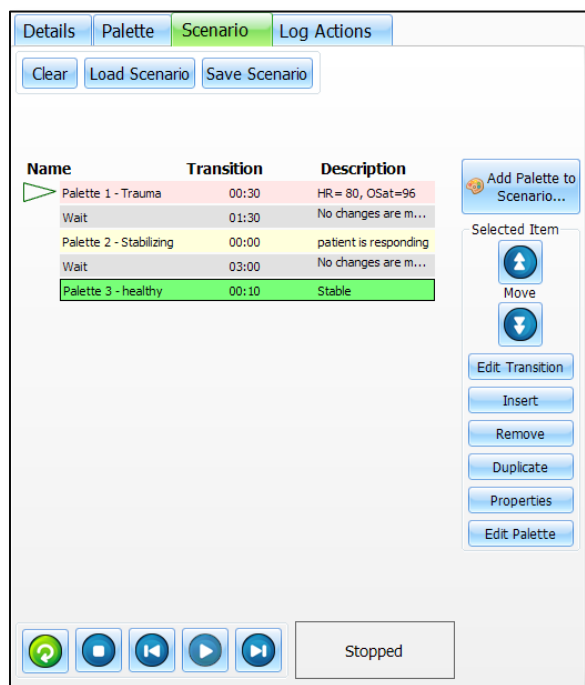 Details Palette Scenario Log Actions
Clear Load Scenario Save Scenario
Name Transition Description
Palette 1 - Trauma 00:30 HR= 80, OSat=96
Wait 01:30 No changes are m...
Palette 2 - Stabilizing 00:00 patient is responding
Wait 03:00 No changes are m...
Palette 3 - healthy 00:10 Stable
Add Palette to
Scenario...
Selected Item
Move
Edit Transition
Insert
Remove
Duplicate
Properties
Edit Palette
Stopped